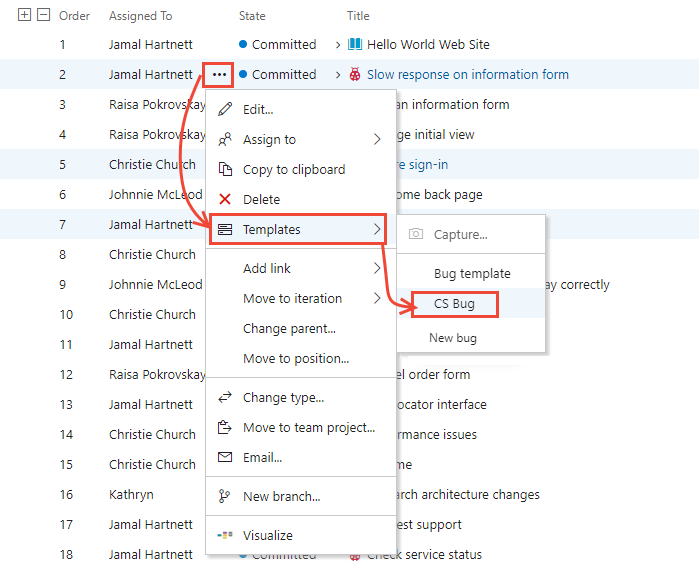 Order Assigned To State Title
1 Jamal Hartnett Committed Hello World Web Site
2 Jamal Hartnett ••• Committed Slow response on information form
3 Raisa Pokrovskay an information form
4 Raisa Pokrovskay ge initial view
5 Christie Church re sign-in
6 Johnnie McLeod ome back page
7 Jamal Hartnett
8 Christie Church
9 Johnnie McLeod ay correctly
10 Christie Church
11 Jamal Hartnett
12 Raisa Pokrovskay el order form
13 Jamal Hartnett ocator interface
14 Christie Church rmance issues
15 Christie Church me
16 Kathryn arch architecture changes
17 Jamal Hartnett est support
18 Jamal Hartnett Committed Check service status
Edit...
Assign to
Copy to clipboard
Delete
Templates
Add link
Move to iteration
Change parent...
Move to position...
Change type...
Move to team project...
Email...
New branch...
Visualize
Capture...
Bug template
CS Bug
New bug